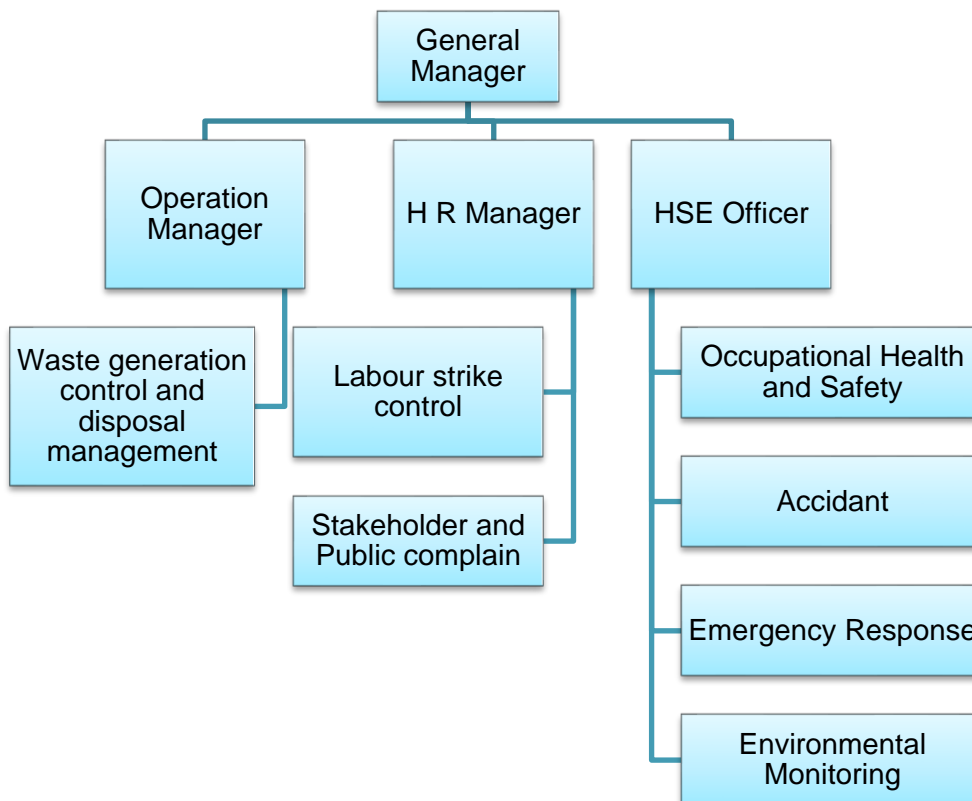 General
Manager
Operation
Manager
H R Manager
HSE Officer
Waste generation
control and
disposal
management
Labour strike
control
Stakeholder and
Public complain
Occupational Health
and Safety
Accidant
Emergency Response
Environmental
Monitoring